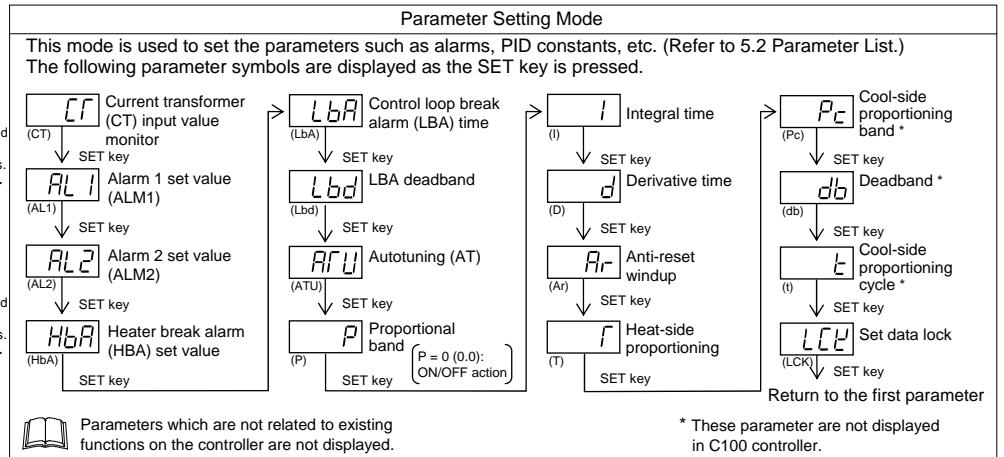 Parameter Setting Mode
This mode is used to set the parameters such as alarms, PID constants, etc. (Refer to 5.2 Parameter List.)
The following parameter symbols are displayed as the SET key is pressed.
CT
(CT)
Current transformer
(CT) input value
monitor
SET key
AL1
(AL1)
Alarm 1 set value
(ALM1)
SET key
AL2
(AL2)
Alarm 2 set value
(ALM2)
SET key
HbA
(HbA)
Heater break alarm
(HBA) set value
SET key
LbA
(LbA)
Control loop break
alarm (LBA) time
SET key
Lbd
(Lbd)
LBA deadband
SET key
ATU
(ATU)
Autotuning (AT)
SET key
P
(P)
Proportional
band
P = 0 (0.0):
ON/OFF action
SET key
I
(I)
Integral time
SET key
d
(D)
Derivative time
SET key
Ar
(Ar)
Anti-reset
windup
SET key
T
(T)
Heat-side
proportioning
SET key
Pc
(Pc)
Cool-side
proportioning
band *
SET key
db
(db)
Deadband *
SET key
t
(t)
Cool-side
proportioning
cycle *
SET key
LCK
(LCK)
Set data lock
SET key
Return to the first parameter
Parameters which are not related to existing
functions on the controller are not displayed.
* These parameter are not displayed
in C100 controller.